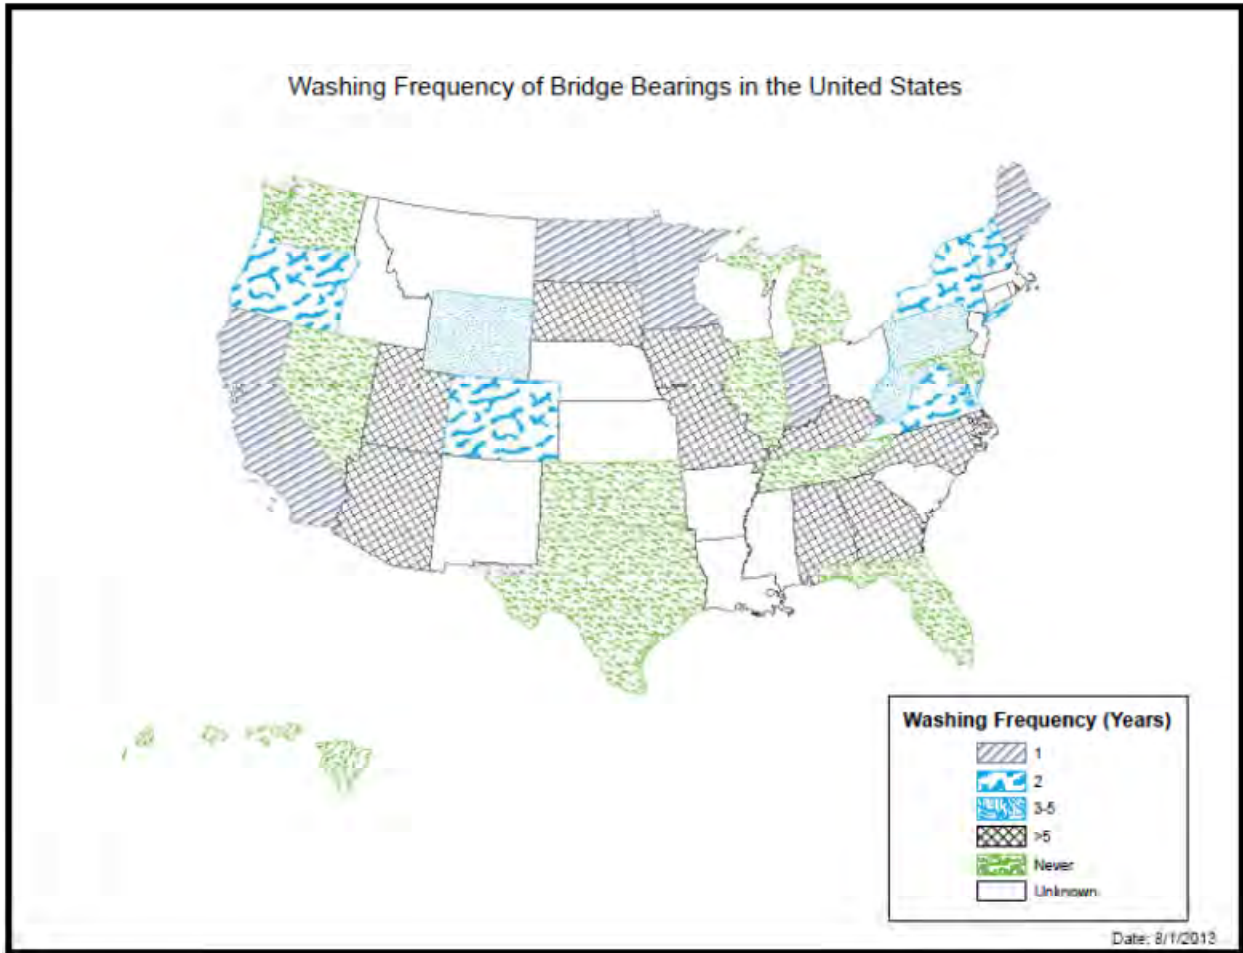 Washing Frequency of Bridge Bearings in the United States
Washing Frequency (Years)
1
2
3-5
>5
Never
Unknown
Date: 8/1/2013